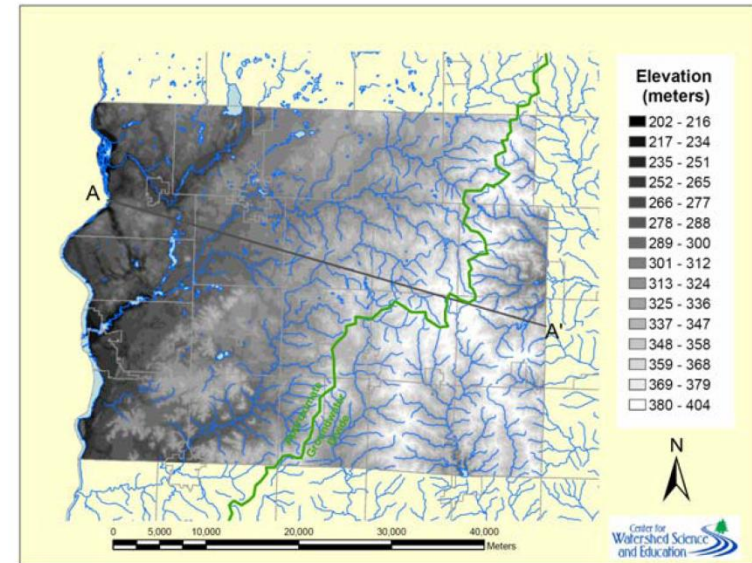 Elevation
(meters)
202 - 216
217 - 234
235 - 251
252 - 265
266 - 277
278 - 288
289 - 300
301 - 312
313 - 324
325 - 336
337 - 347
348 - 358
359 - 368
369 - 379
380 - 404
A
A'
Groundwater
Divide
N
0
5,000
10,000
20,000
30,000
40,000
Meters
Center for
Watershed Science
and Education